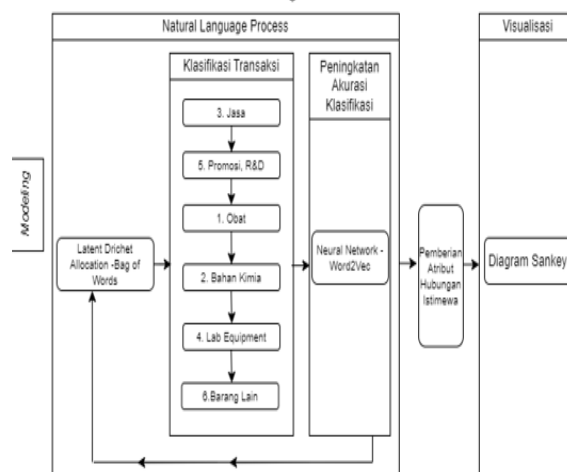 Natural Language Process
Visualisasi
Klasifikasi Transaksi
Peningkatan
Akurasi
Klasifikasi
3. Jasa
5. Promosi, R&D
1. Obat
2. Bahan Kimia
4. Lab Equipment
6.Barang Lain
Modeling
Latent Drichet
Allocation -Bag of
Words
Neural Network -
Word2Vec
Pemberian
Atribut
Hubungan
Istimewa
Diagram Sankey